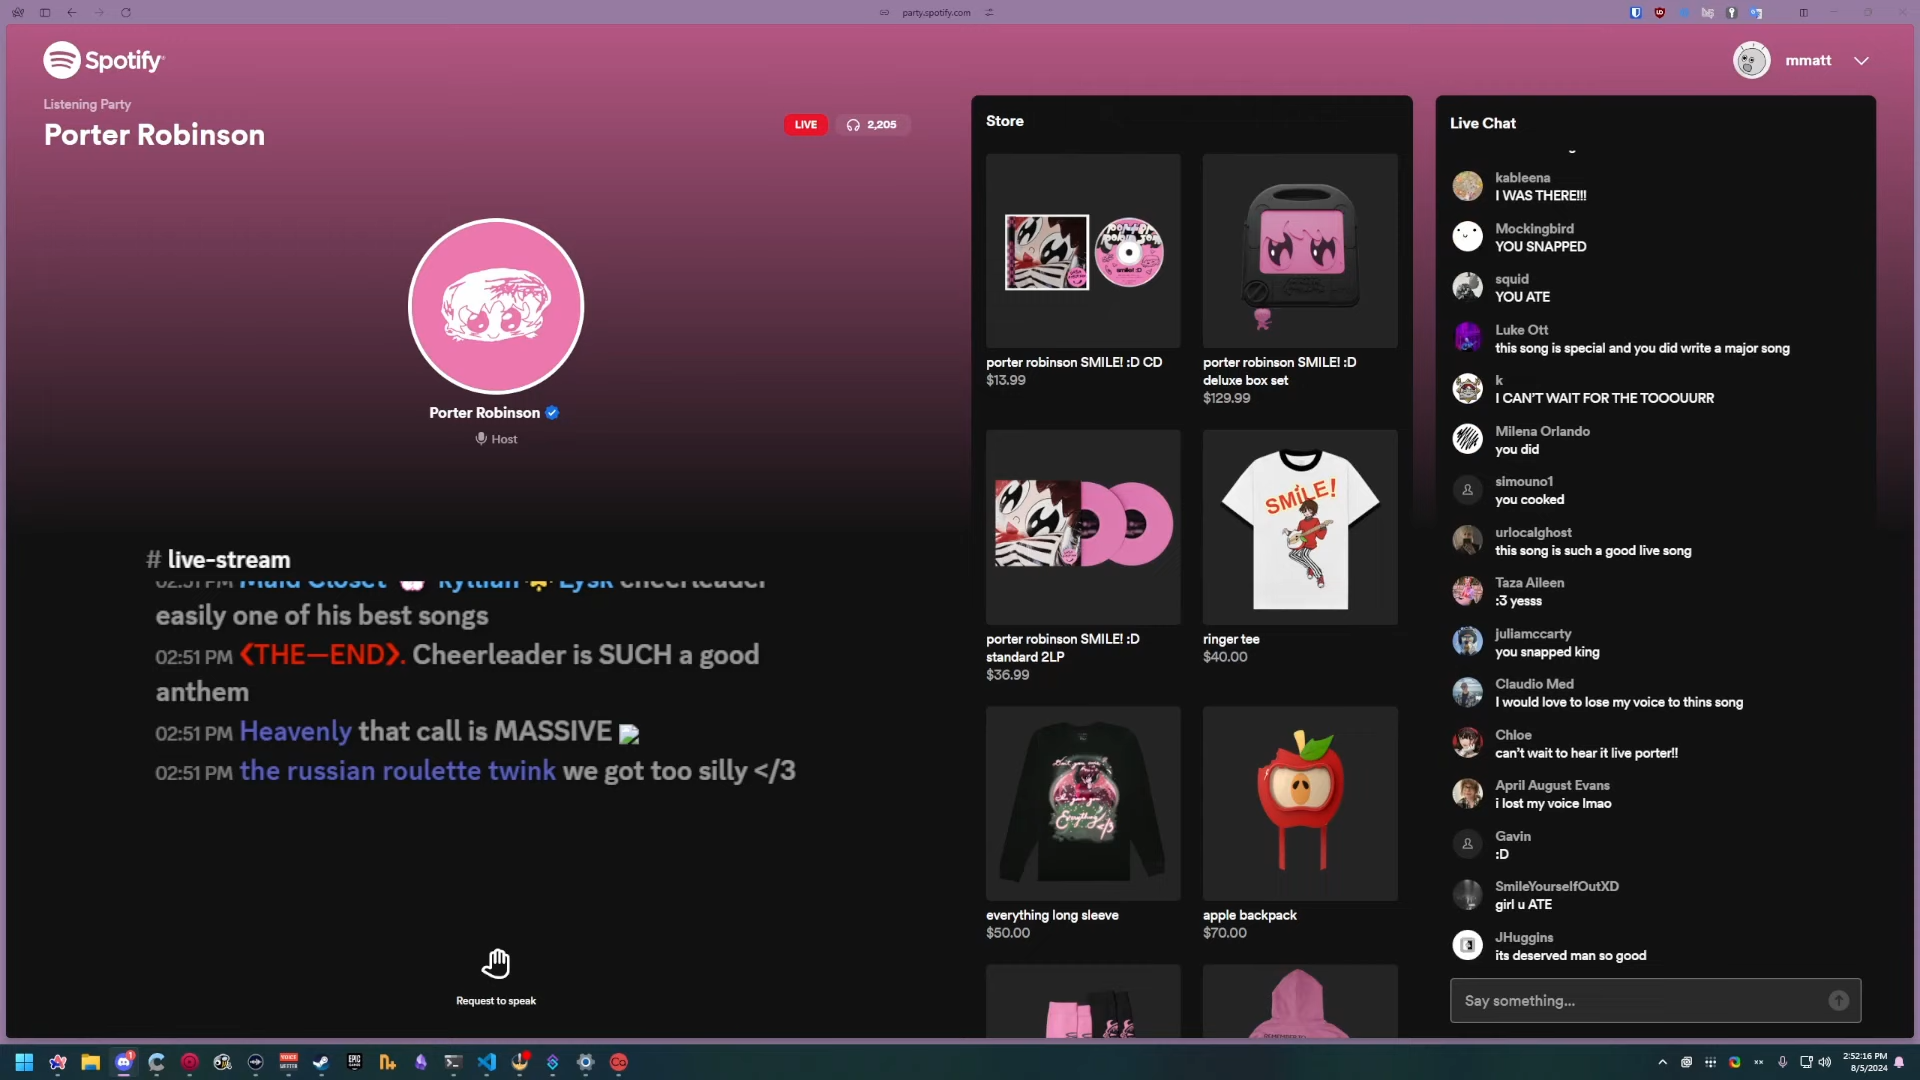 party.spotify.com
Spotify
mmatt
Listening Party
Porter Robinson
LIVE
2,205
Porter Robinson
Host
# live-stream
02:51 PM Maid Closet Kyllian Lysk cheerleader
easily one of his best songs
02:51 PM <THE—END>. Cheerleader is SUCH a good
anthem
02:51 PM Heavenly that call is MASSIVE
02:51 PM the russian roulette twink we got too silly </3
Request to speak
Store
porter robinson SMILE! :D CD
$13.99
porter robinson SMILE! :D
deluxe box set
$129.99
porter robinson SMILE! :D
standard 2LP
$36.99
SMiLE!
ringer tee
$40.00
everything long sleeve
$50.00
apple backpack
$70.00
Live Chat
kableena
I WAS THERE!!!
Mockingbird
YOU SNAPPED
squid
YOU ATE
Luke Ott
this song is special and you did write a major song
k
I CAN'T WAIT FOR THE TOOOUURR
Milena Orlando
you did
simouno1
you cooked
urlocalghost
this song is such a good live song
Taza Aileen
:3 yesss
juliamccarty
you snapped king
Claudio Med
I would love to lose my voice to thins song
Chloe
can't wait to hear it live porter!!
April August Evans
i lost my voice lmao
Gavin
:D
SmileYourselfOutXD
girl u ATE
JHuggins
its deserved man so good
Say something...
2:52:16 PM
8/5/2024